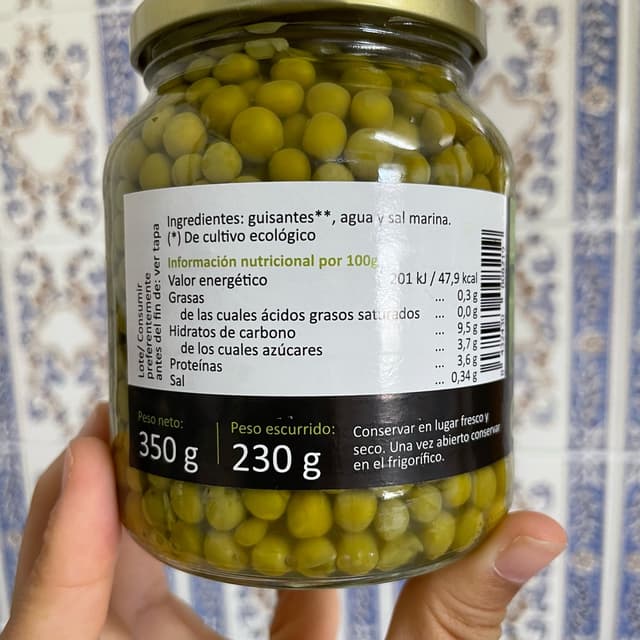 Ingredientes: guisantes**, agua y sal marina.
(*) De cultivo ecológico
Lote/ Consumir
preferentemente
antes del fin de: ver tapa
Información nutricional por 100g
Valor energético 201 kJ / 47,9 kcal
Grasas ... 0,3 g
de las cuales ácidos grasos saturados ... 0,0 g
Hidratos de carbono ... 9,5 g
de los cuales azúcares ... 3,7 g
Proteínas ... 3,6 g
Sal ... 0,34 g
Peso neto:
350 g
Peso escurrido:
230 g
Conservar en lugar fresco y
seco. Una vez abierto conservar
en el frigorífico.